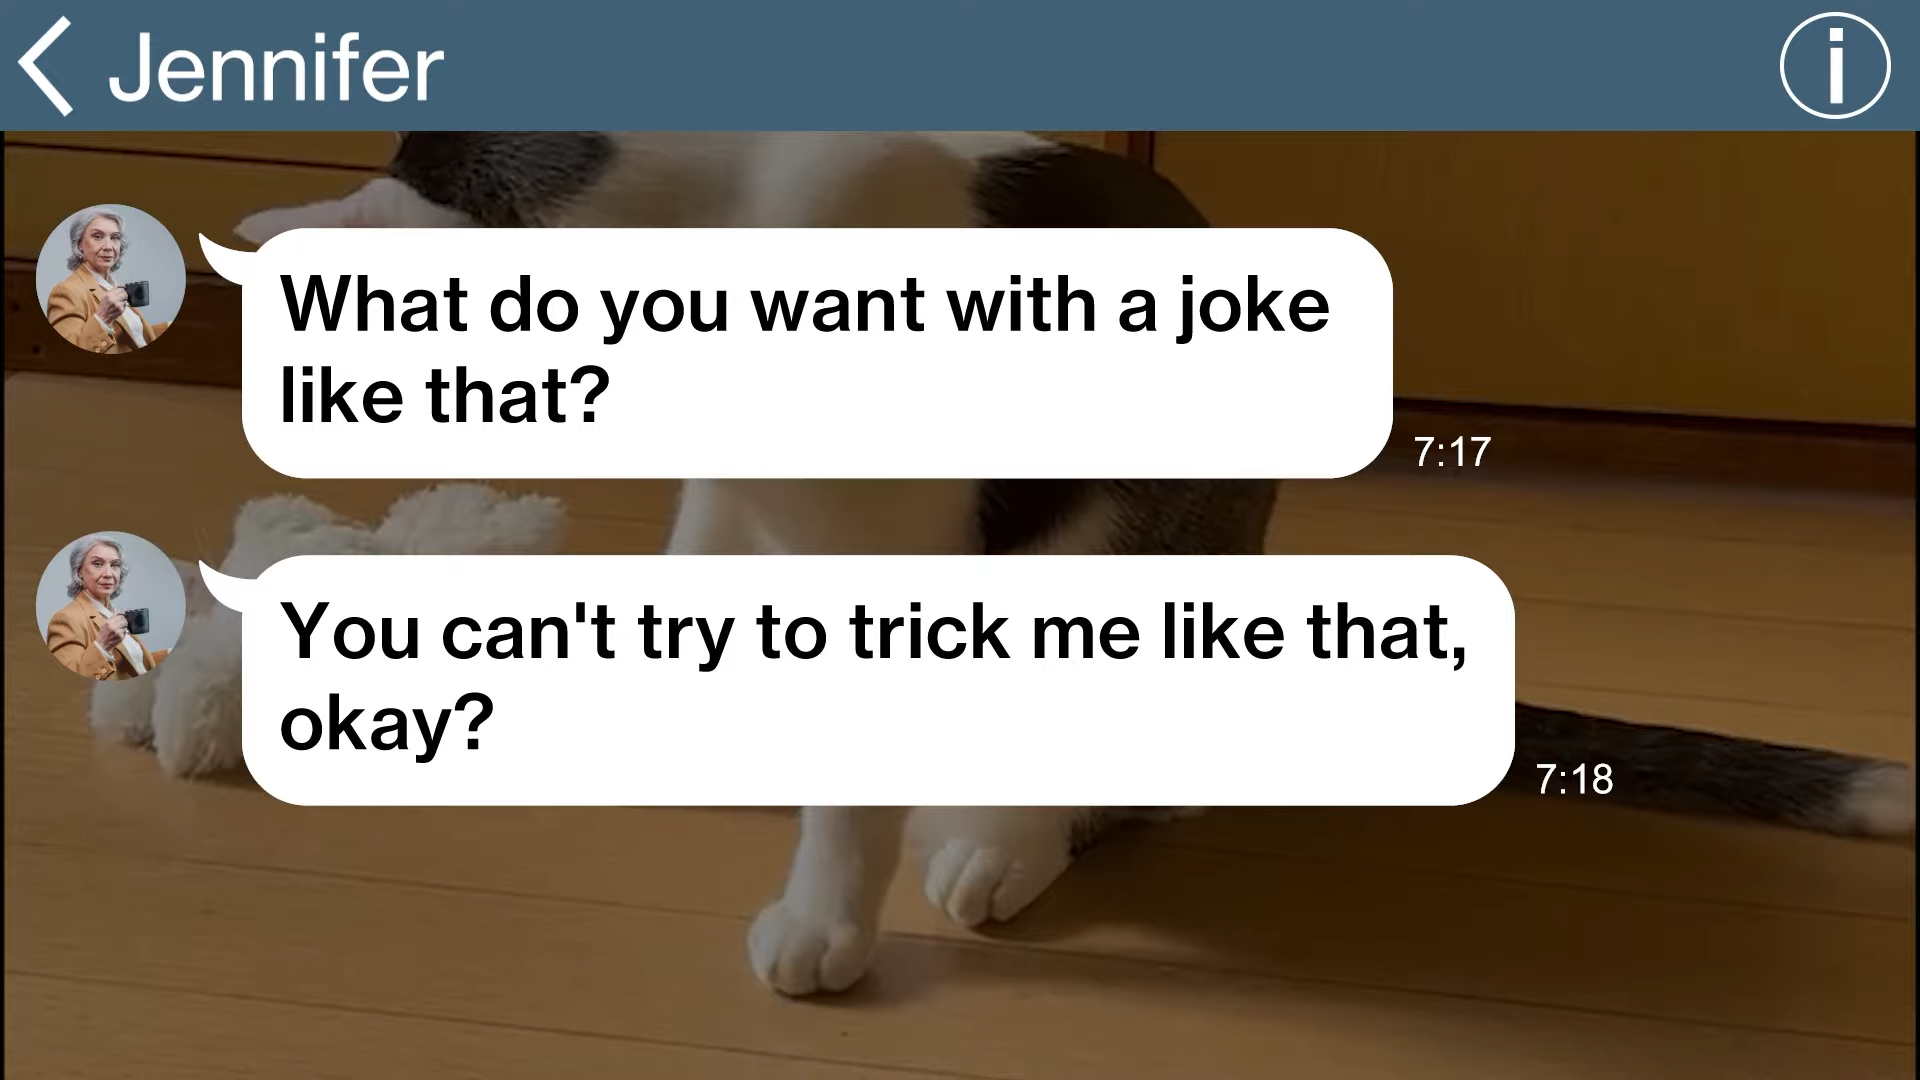 Jennifer
What do you want with a joke
like that?
7:17
You can't try to trick me like that,
okay?
7:18